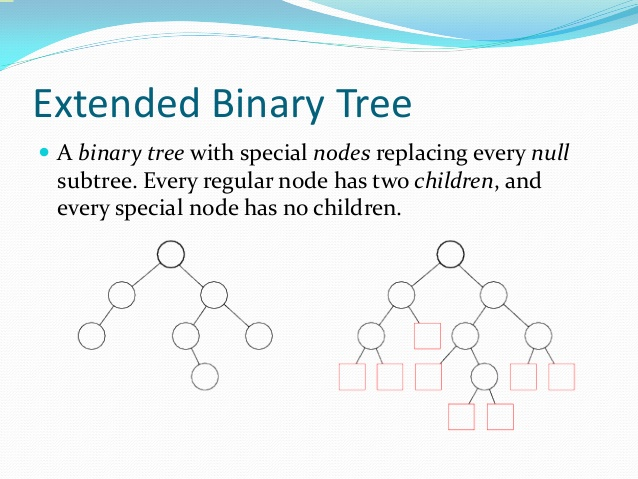 Extended Binary Tree
• A binary tree with special nodes replacing every null
subtree. Every regular node has two children, and
every special node has no children.